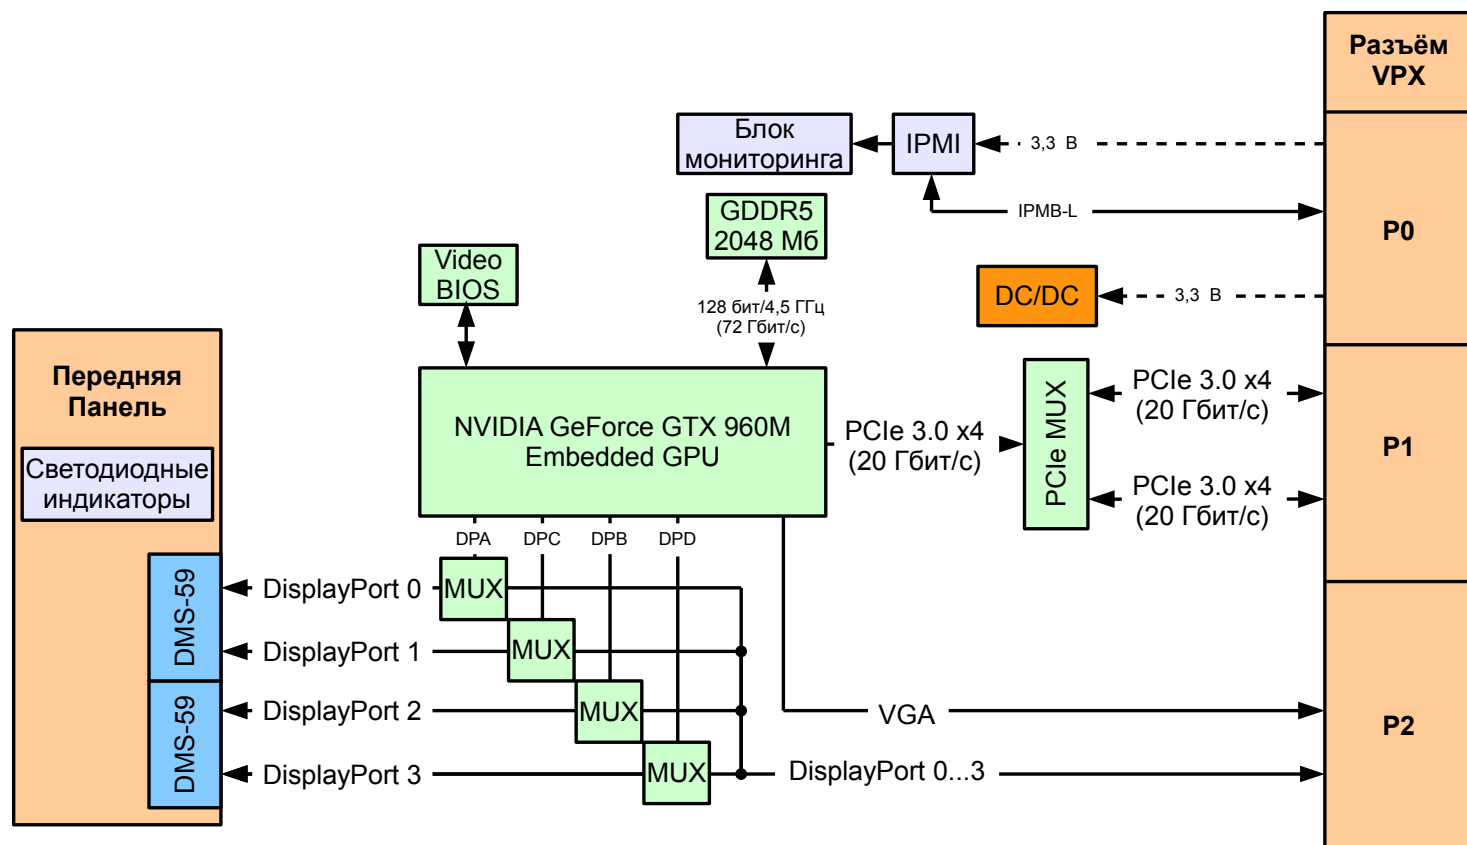 Разъём
VPX
Блок
мониторинга
IPMI
3,3 В
GDDR5
2048 Мб
IPMB-L
P0
Video
BIOS
DC/DC
3,3 В
128 бит/4,5 ГГц
(72 Гбит/с)
Передняя
Панель
Светодиодные
индикаторы
NVIDIA GeForce GTX 960M
Embedded GPU
PCIe 3.0 x4
(20 Гбит/с)
PCIe MUX
PCIe 3.0 x4
(20 Гбит/с)
PCIe 3.0 x4
(20 Гбит/с)
P1
DPA
DPC
DPB
DPD
DMS-59
DisplayPort 0
MUX
DisplayPort 1
MUX
DMS-59
DisplayPort 2
MUX
VGA
P2
DisplayPort 3
MUX
DisplayPort 0...3